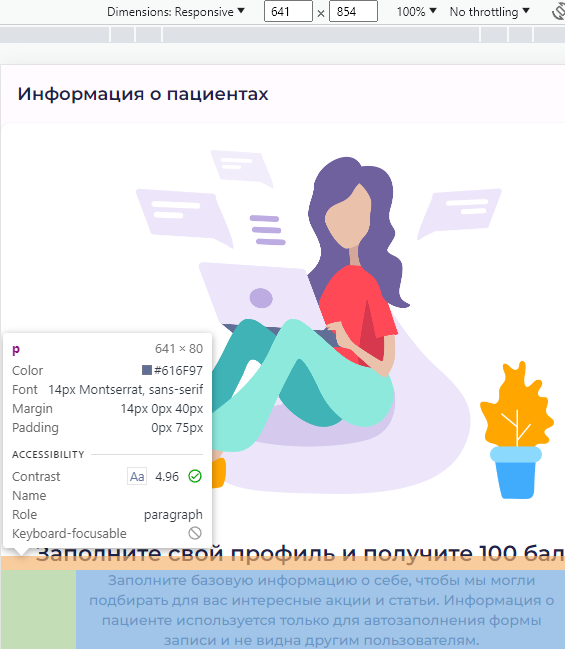 Dimensions: Responsive 641 × 854 100% No throttling
Информация о пациентах
p 641 × 80
Color #616F97
Font 14px Montserrat, sans-serif
Margin 14px 0px 40px
Padding 0px 75px
ACCESSIBILITY
Contrast Aa 4.96
Name
Role paragraph
Keyboard-focusable
Заполните свой профиль и получите 100 бал
Заполните базовую информацию о себе, чтобы мы могли
подбирать для вас интересные акции и статьи. Информация о
пациенте используется только для автозаполнения формы
записи и не видна другим пользователям.